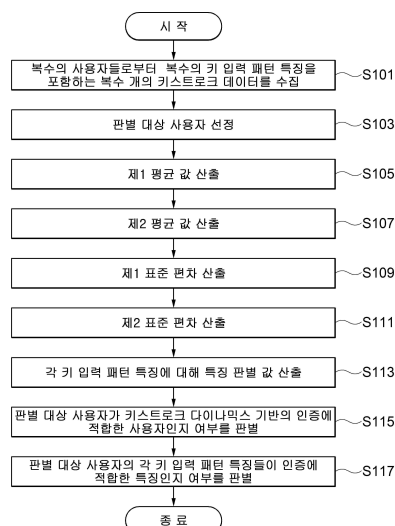 시 작
복수의 사용자들로부터 복수의 키 입력 패턴 특징을
포함하는 복수 개의 키스트로크 데이터를 수집
S101
판별 대상 사용자 선정
S103
제1 평균 값 산출
S105
제2 평균 값 산출
S107
제1 표준 편차 산출
S109
제2 표준 편차 산출
S111
각 키 입력 패턴 특징에 대해 특징 판별 값 산출
S113
판별 대상 사용자가 키스트로크 다이나믹스 기반의 인증에
적합한 사용자인지 여부를 판별
S115
판별 대상 사용자의 각 키 입력 패턴 특징들이 인증에
적합한 특징인지 여부를 판별
S117
종 료